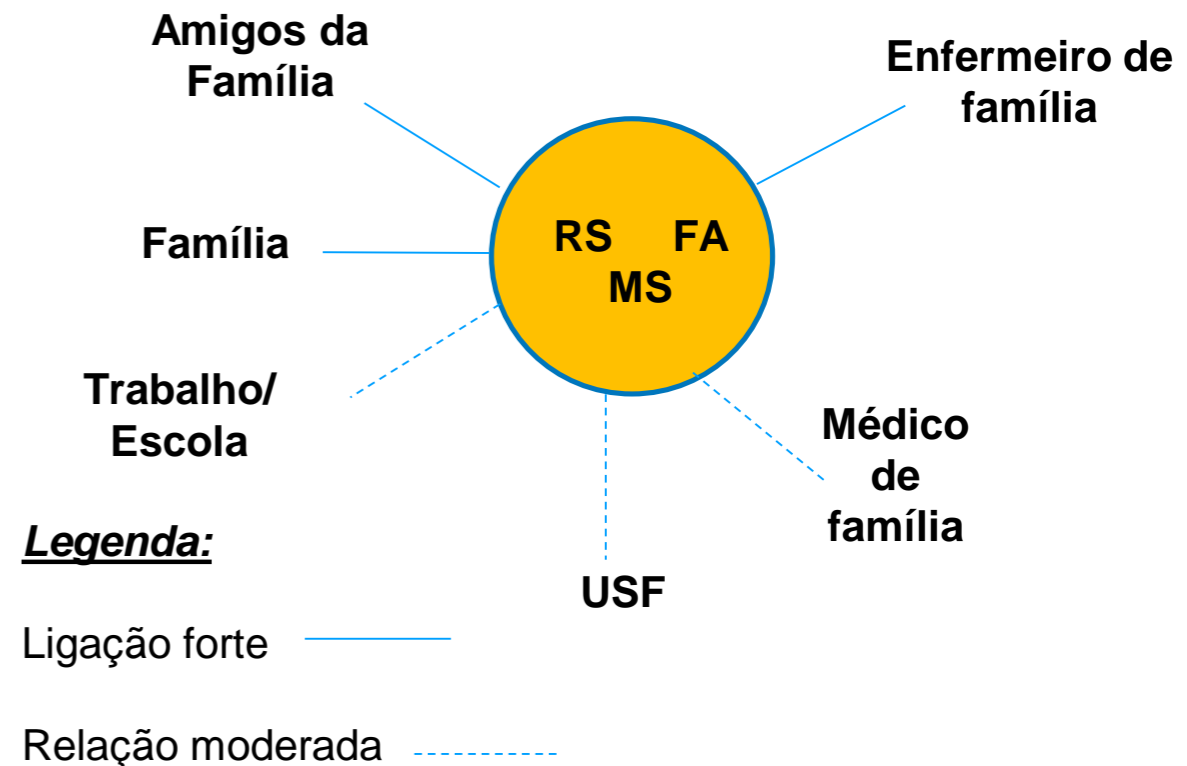 Amigos da
Família
Enfermeiro de
família
RS FA
MS
Família
Trabalho/
Escola
Médico
de
família
USF
Legenda:
Ligação forte
Relação moderada